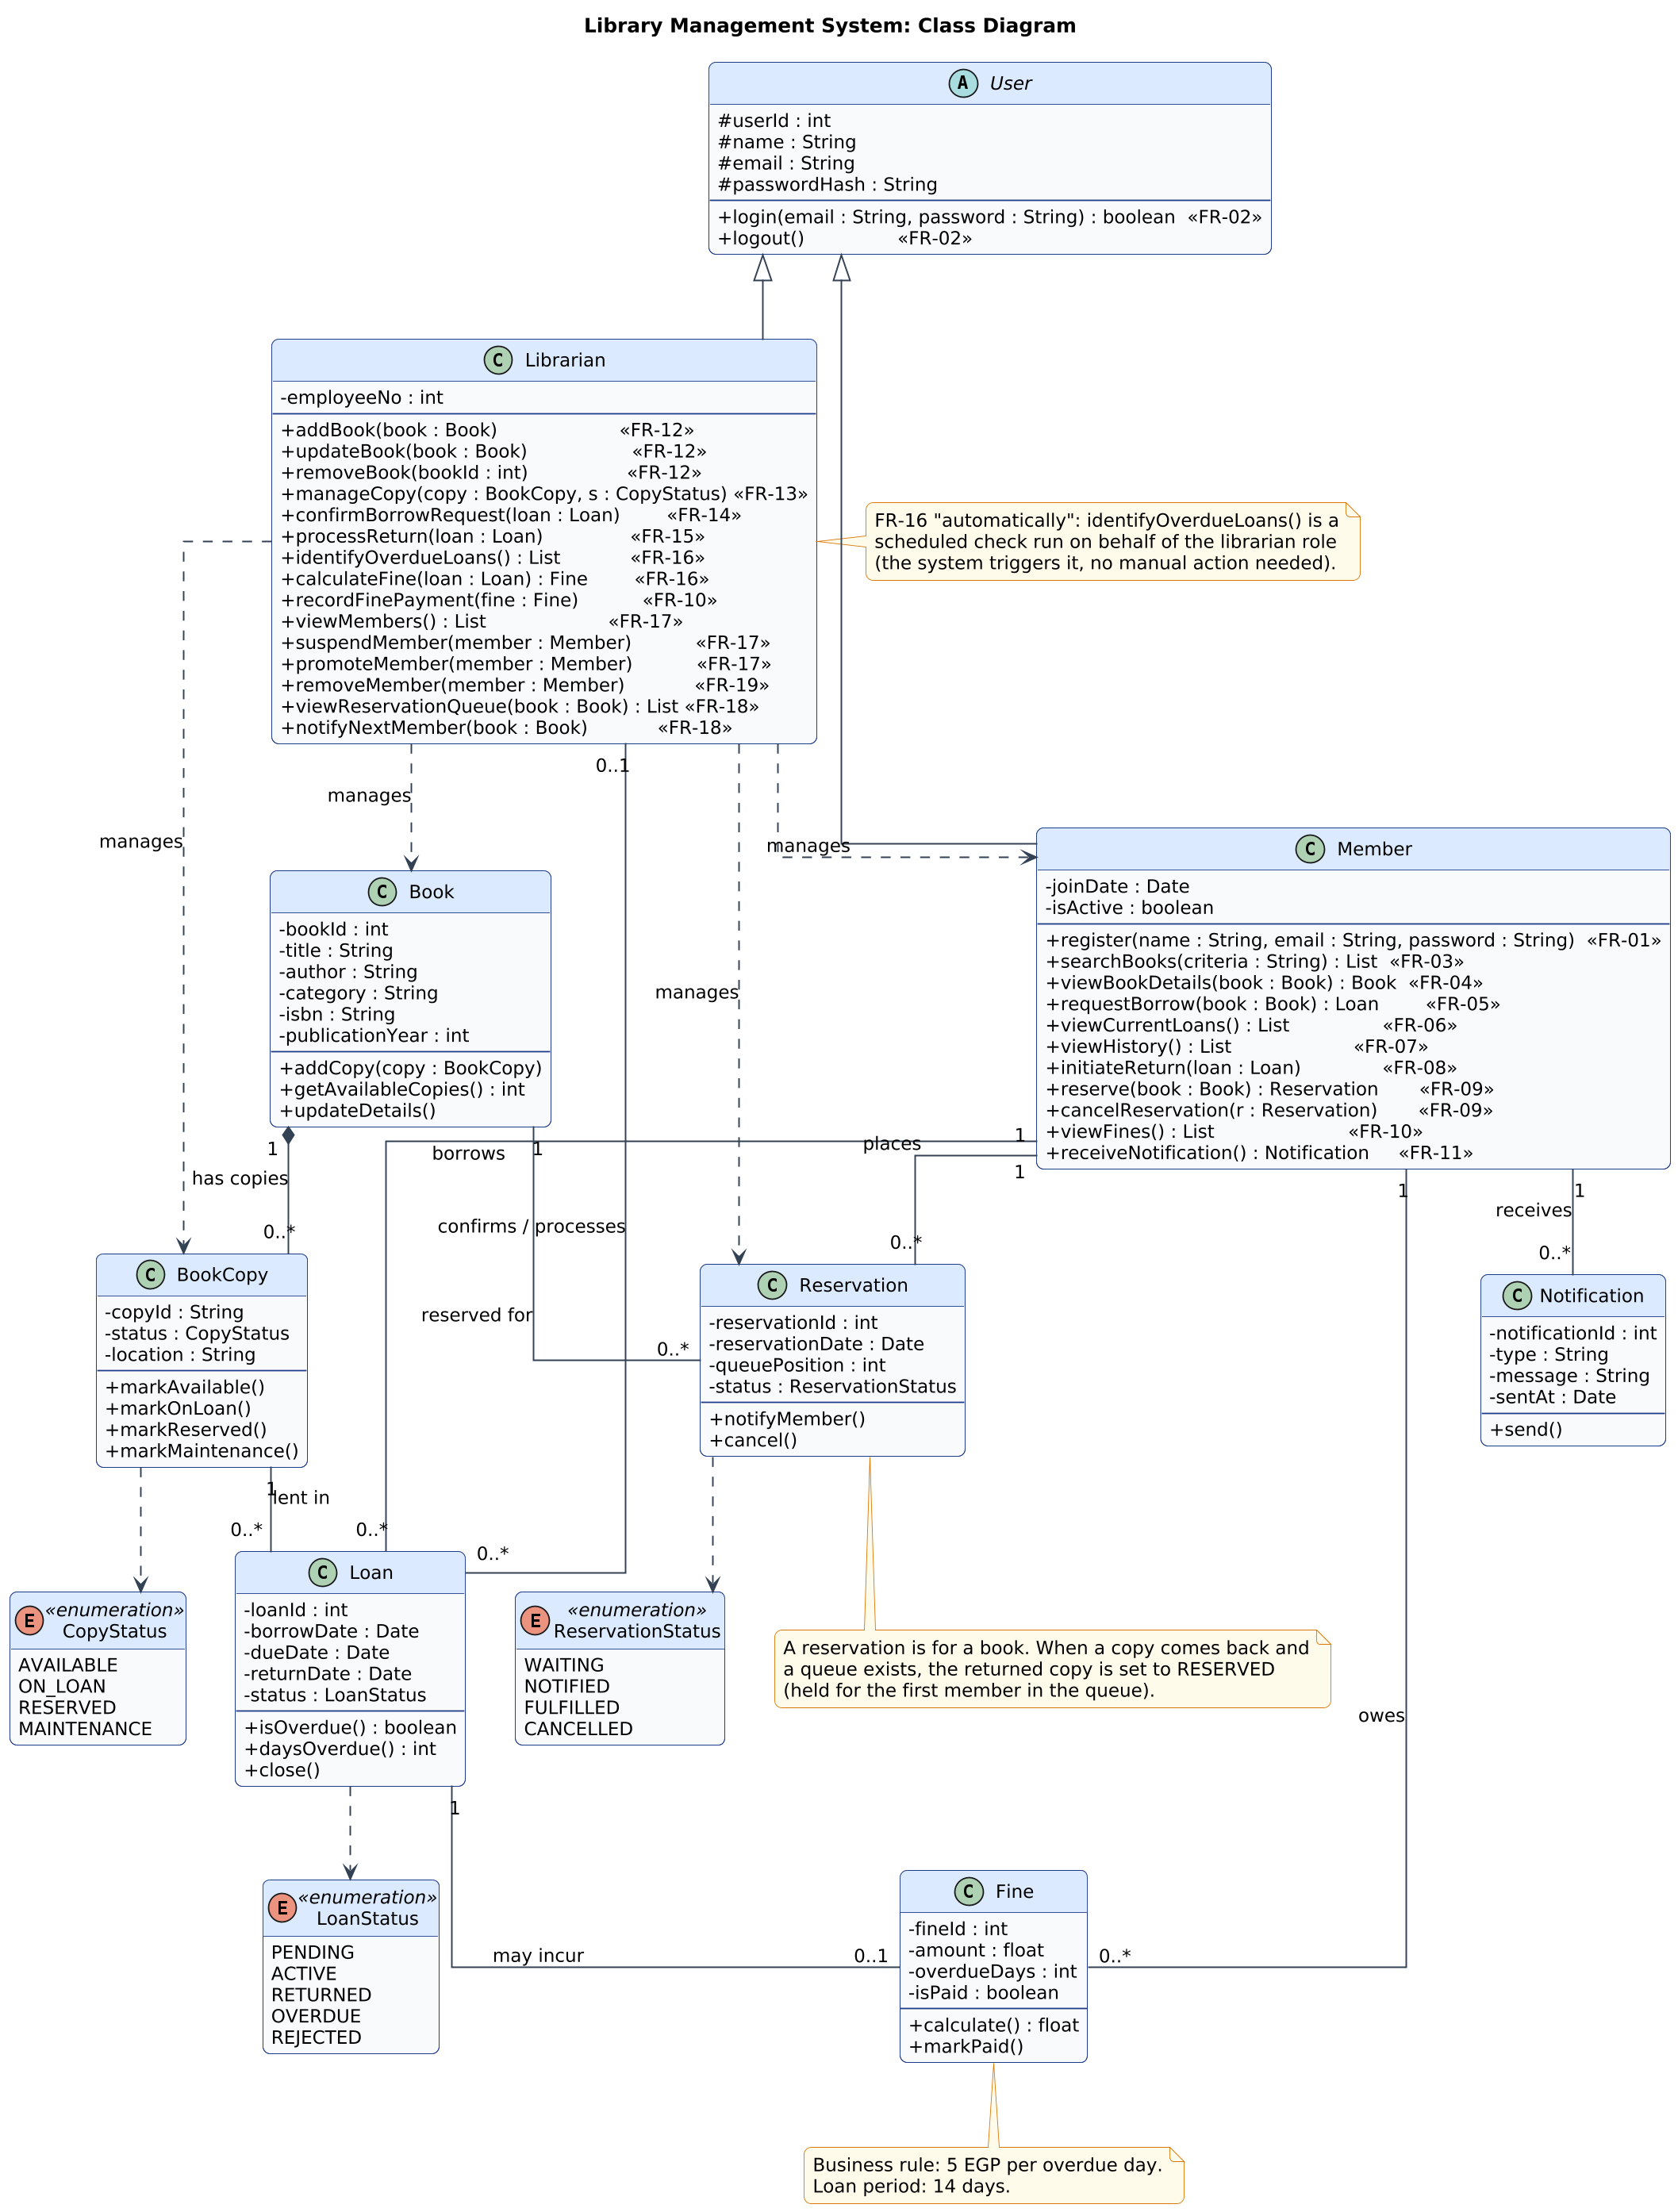 Library Management System: Class Diagram
A User
#userId : int
#name : String
#email : String
#passwordHash : String
+login(email : String, password : String) : boolean «FR-02»
+logout() «FR-02»
C Librarian
-employeeNo : int
+addBook(book : Book) «FR-12»
+updateBook(book : Book) «FR-12»
+removeBook(bookId : int) «FR-12»
+manageCopy(copy : BookCopy, s : CopyStatus) «FR-13»
+confirmBorrowRequest(loan : Loan) «FR-14»
+processReturn(loan : Loan) «FR-15»
+identifyOverdueLoans() : List «FR-16»
+calculateFine(loan : Loan) : Fine «FR-16»
+recordFinePayment(fine : Fine) «FR-10»
+viewMembers() : List «FR-17»
+suspendMember(member : Member) «FR-17»
+promoteMember(member : Member) «FR-17»
+removeMember(member : Member) «FR-19»
+viewReservationQueue(book : Book) : List «FR-18»
+notifyNextMember(book : Book) «FR-18»
FR-16 "automatically": identifyOverdueLoans() is a
scheduled check run on behalf of the librarian role
(the system triggers it, no manual action needed).
0..1
manages
manages
manages
manages
C Member
-joinDate : Date
-isActive : boolean
+register(name : String, email : String, password : String) «FR-01»
+searchBooks(criteria : String) : List «FR-03»
+viewBookDetails(book : Book) : Book «FR-04»
+requestBorrow(book : Book) : Loan «FR-05»
+viewCurrentLoans() : List «FR-06»
+viewHistory() : List «FR-07»
+initiateReturn(loan : Loan) «FR-08»
+reserve(book : Book) : Reservation «FR-09»
+cancelReservation(r : Reservation) «FR-09»
+viewFines() : List «FR-10»
+receiveNotification() : Notification «FR-11»
C Book
-bookId : int
-title : String
-author : String
-category : String
-isbn : String
-publicationYear : int
+addCopy(copy : BookCopy)
+getAvailableCopies() : int
+updateDetails()
1
has copies
0..*
borrows
1
places
1
1
confirms / processes
0..*
reserved for
0..*
1
1
receives
0..*
C BookCopy
-copyId : String
-status : CopyStatus
-location : String
+markAvailable()
+markOnLoan()
+markReserved()
+markMaintenance()
C Reservation
-reservationId : int
-reservationDate : Date
-queuePosition : int
-status : ReservationStatus
+notifyMember()
+cancel()
C Notification
-notificationId : int
-type : String
-message : String
-sentAt : Date
+send()
1
lent in
0..*
0..*
0..*
E «enumeration»
CopyStatus
AVAILABLE
ON_LOAN
RESERVED
MAINTENANCE
C Loan
-loanId : int
-borrowDate : Date
-dueDate : Date
-returnDate : Date
-status : LoanStatus
+isOverdue() : boolean
+daysOverdue() : int
+close()
E «enumeration»
ReservationStatus
WAITING
NOTIFIED
FULFILLED
CANCELLED
A reservation is for a book. When a copy comes back and
a queue exists, the returned copy is set to RESERVED
(held for the first member in the queue).
owes
1
E «enumeration»
LoanStatus
PENDING
ACTIVE
RETURNED
OVERDUE
REJECTED
may incur
0..1
C Fine
-fineId : int
-amount : float
-overdueDays : int
-isPaid : boolean
+calculate() : float
+markPaid()
0..*
Business rule: 5 EGP per overdue day.
Loan period: 14 days.